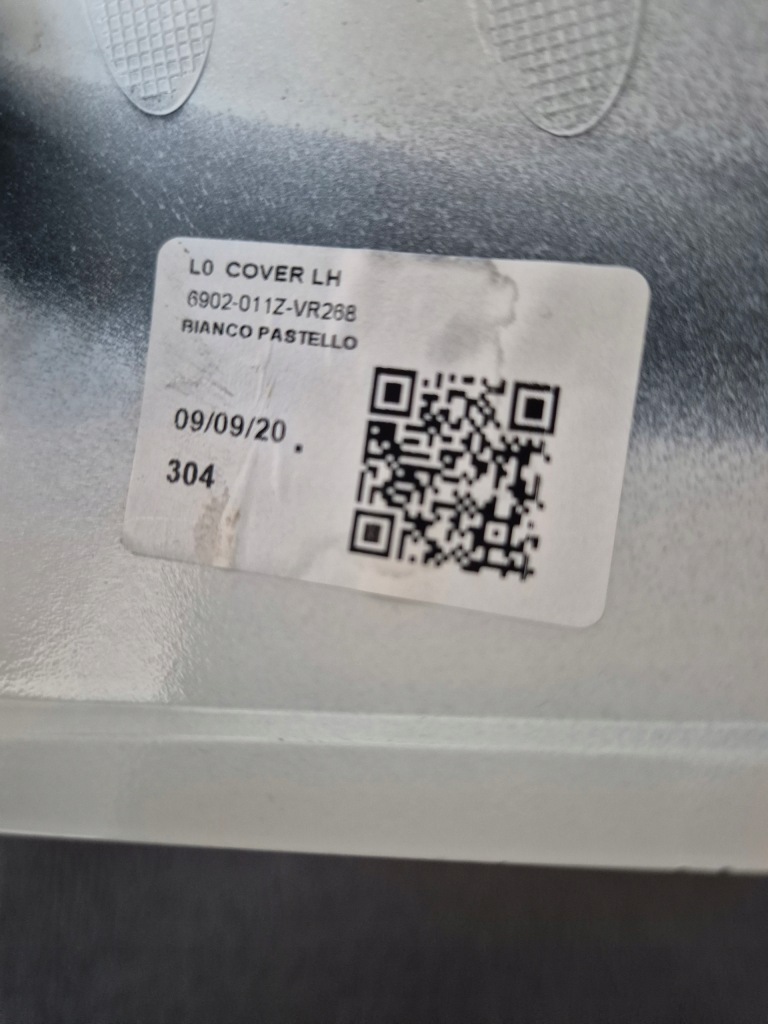 L0 COVER LH
6902-011Z-VR268
BIANCO PASTELLO
09/09/20 .
304